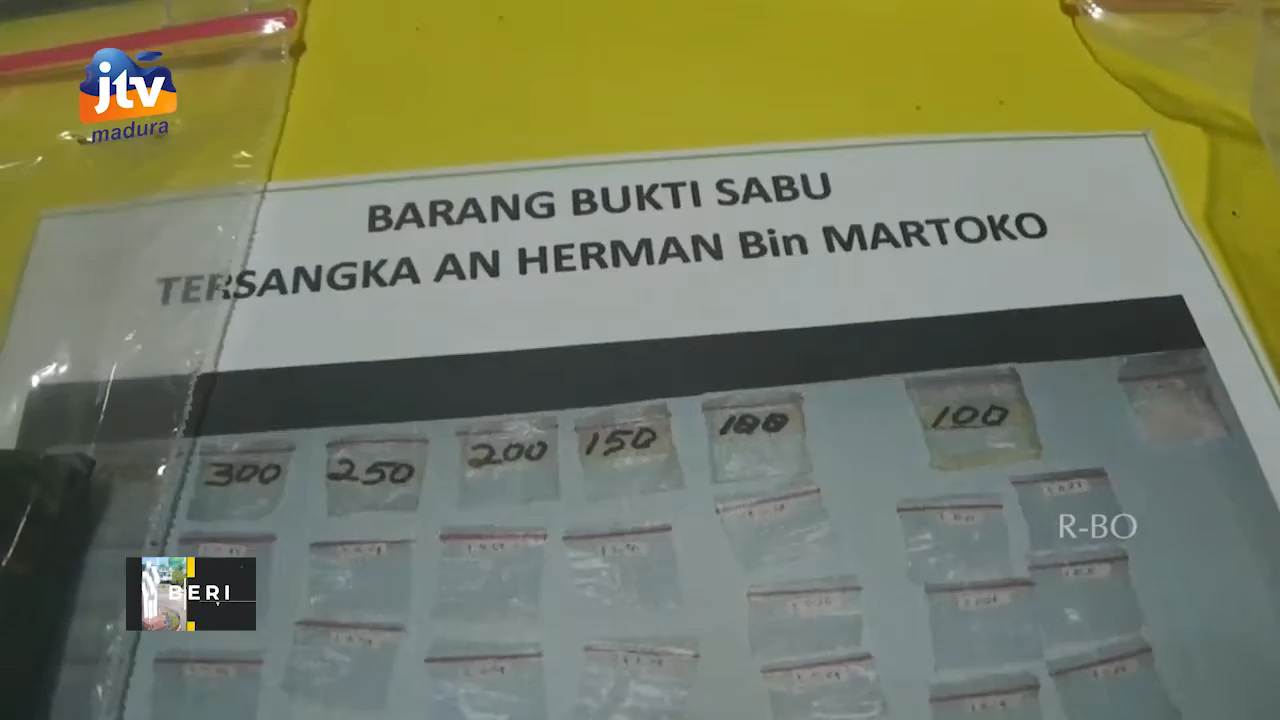 jtv
madura
BARANG BUKTI SABU
TERSANGKA AN HERMAN Bin MARTOKO
300 250 200 150 100 100
R-BO
BERI